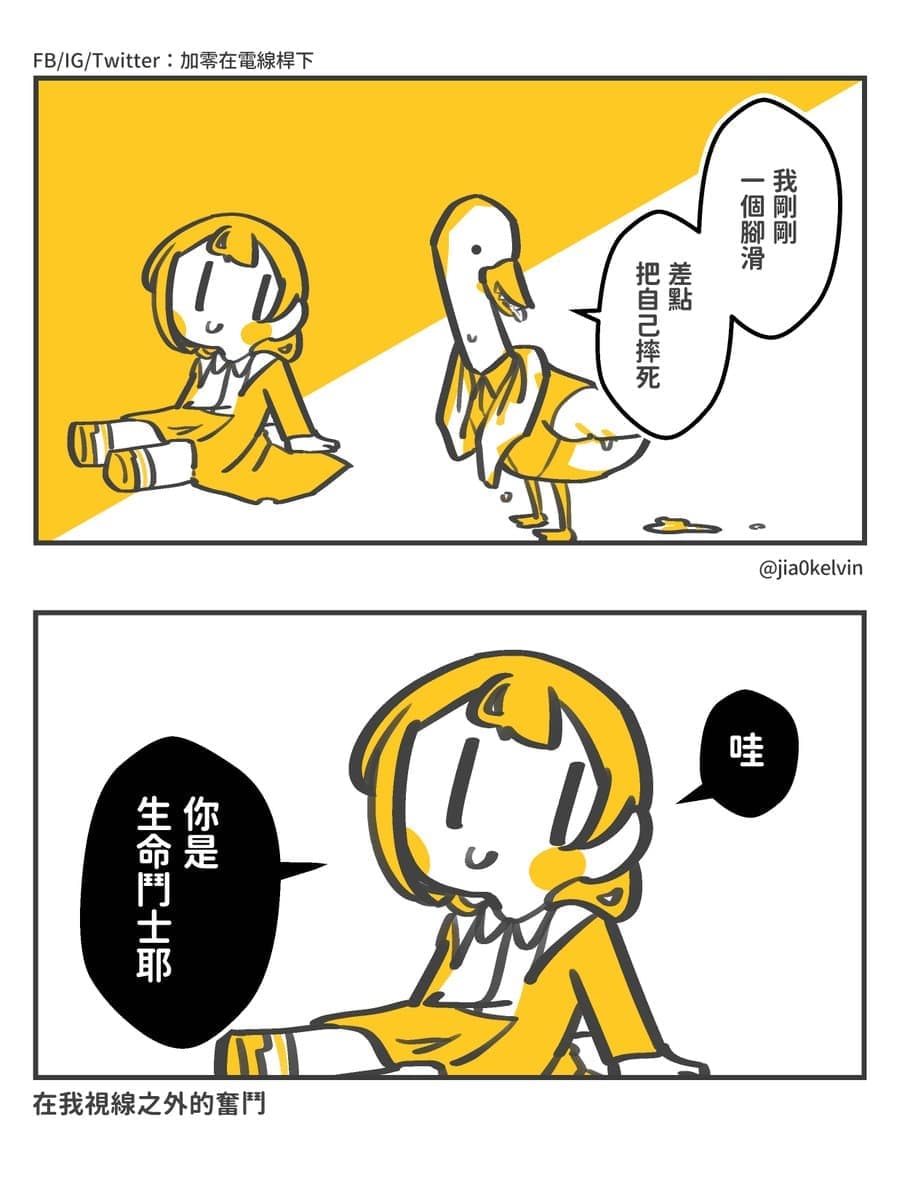 FB/IG/Twitter：加零在電線桿下
我剛剛
一個腳滑
差點
把自己摔死
@jia0kelvin
哇
你是
生命鬥士耶
在我視線之外的奮鬥